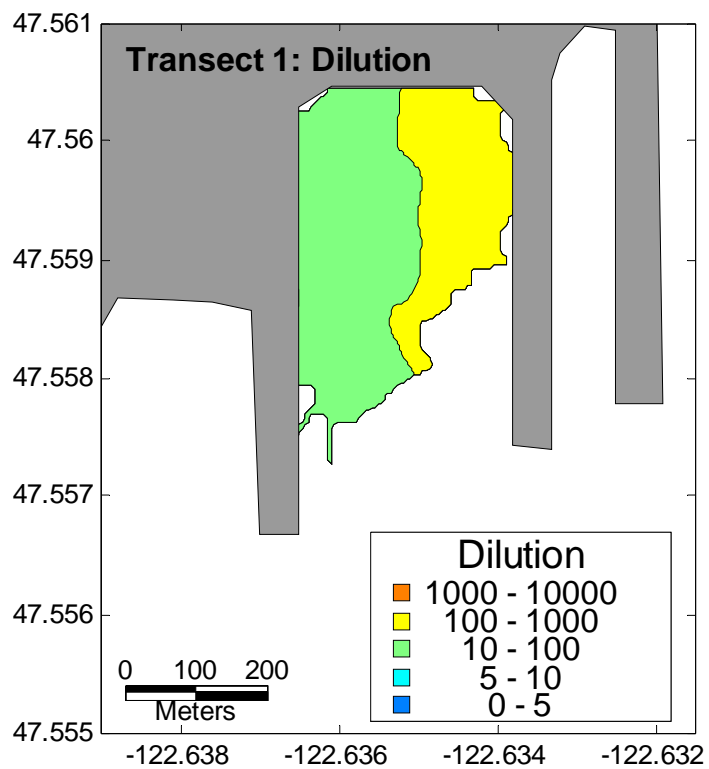 47.561
Transect 1: Dilution
47.56
47.559
47.558
47.557
47.556
47.555
Dilution
1000 - 10000
100 - 1000
10 - 100
5 - 10
0 - 5
0 100 200
Meters
-122.638 -122.636 -122.634 -122.632